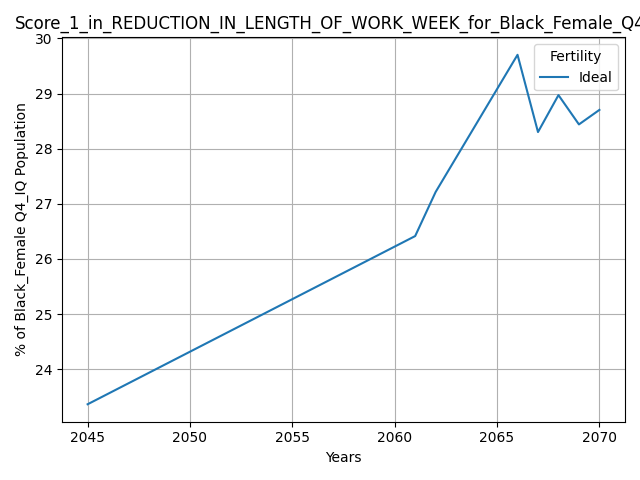 Score_1_in_REDUCTION_IN_LENGTH_OF_WORK_WEEK_for_Black_Female_Q4
30
29
28
27
26
25
24
% of Black_Female Q4_IQ Population
Fertility
Ideal
2045 2050 2055 2060 2065 2070
Years